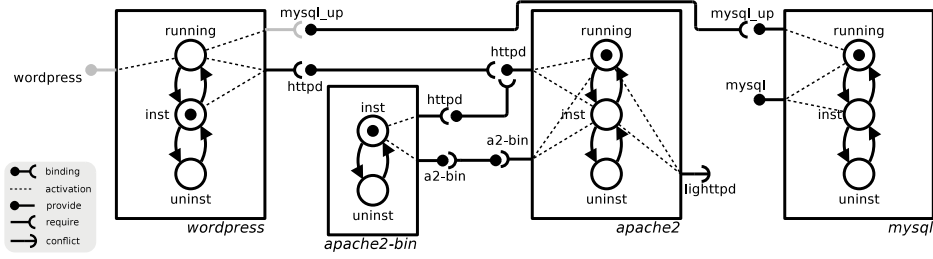 mysql_up
running
wordpress
inst
uninst
wordpress
httpd
httpd
inst
a2-bin
uninst
apache2-bin
httpd
running
inst
a2-bin
uninst
lighttpd
apache2
mysql_up
running
mysql
inst
uninst
mysql
binding
activation
provide
require
conflict